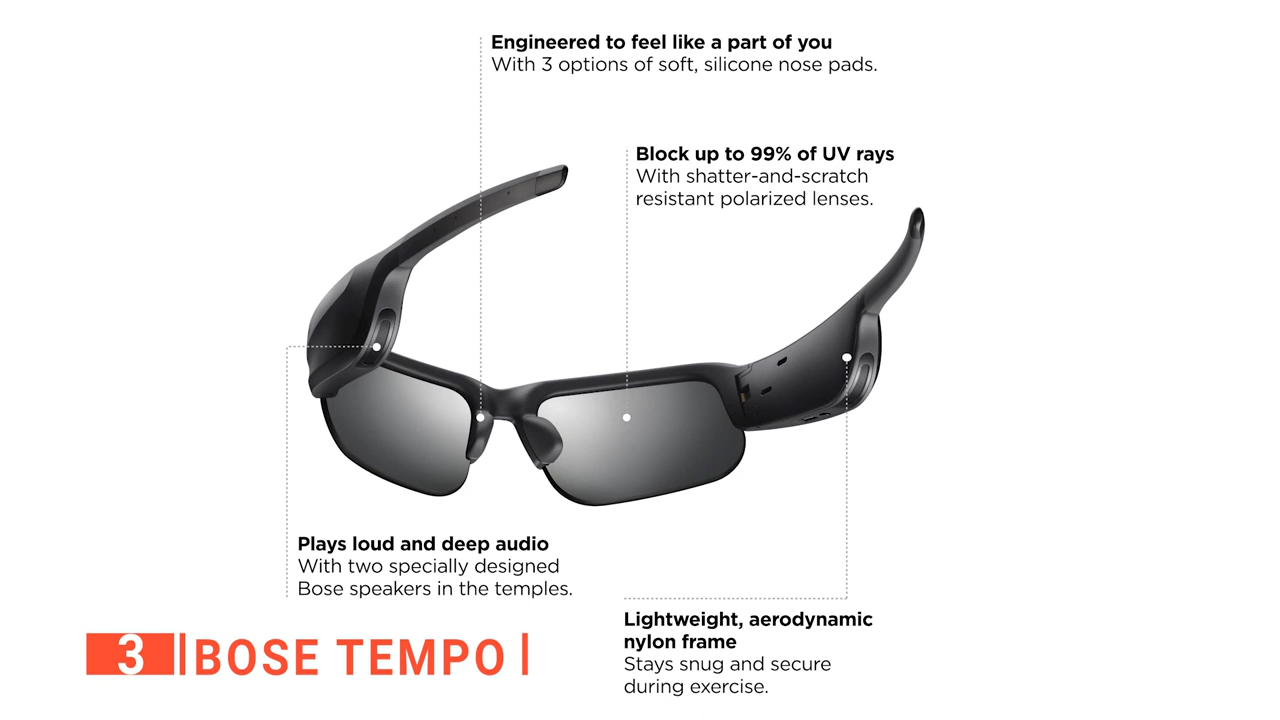 Engineered to feel like a part of you
With 3 options of soft, silicone nose pads.
Block up to 99% of UV rays
With shatter-and-scratch
resistant polarized lenses.
Plays loud and deep audio
With two specially designed
Bose speakers in the temples.
Lightweight, aerodynamic
nylon frame
Stays snug and secure
during exercise.
3 BOSE TEMPO